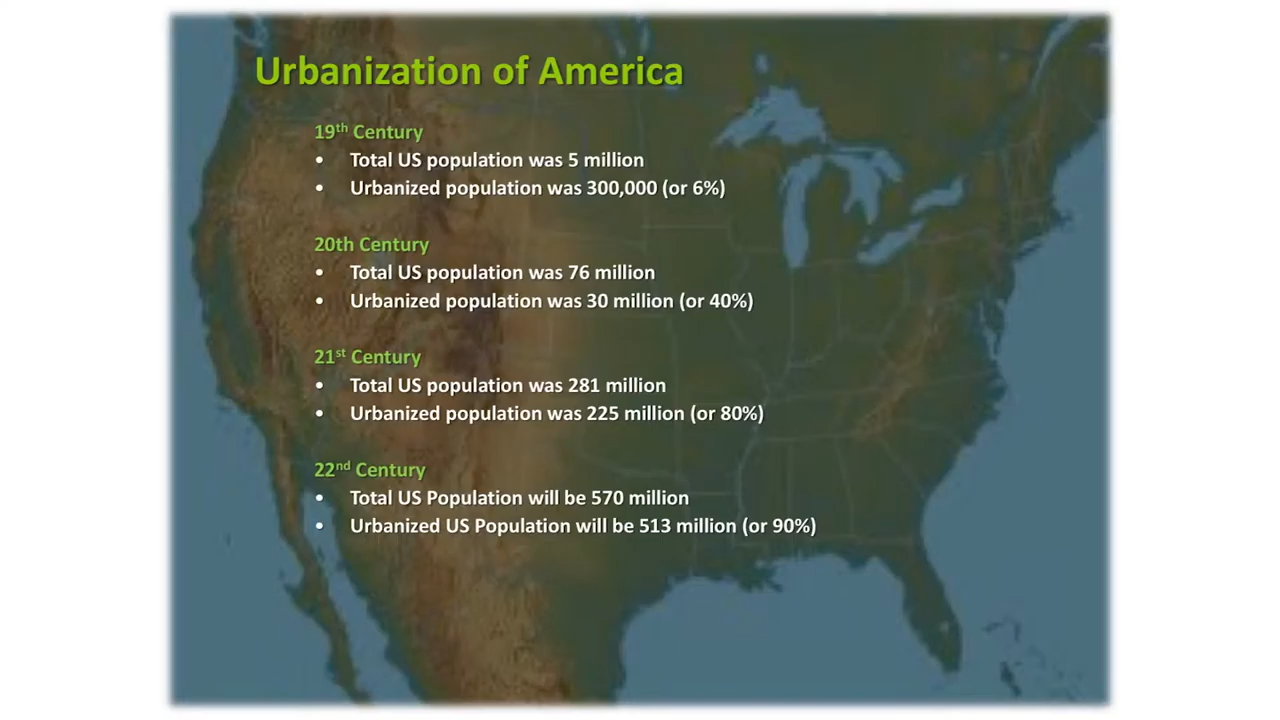 Urbanization of America
19th Century
• Total US population was 5 million
• Urbanized population was 300,000 (or 6%)
20th Century
• Total US population was 76 million
• Urbanized population was 30 million (or 40%)
21st Century
• Total US population was 281 million
• Urbanized population was 225 million (or 80%)
22nd Century
• Total US Population will be 570 million
• Urbanized US Population will be 513 million (or 90%)